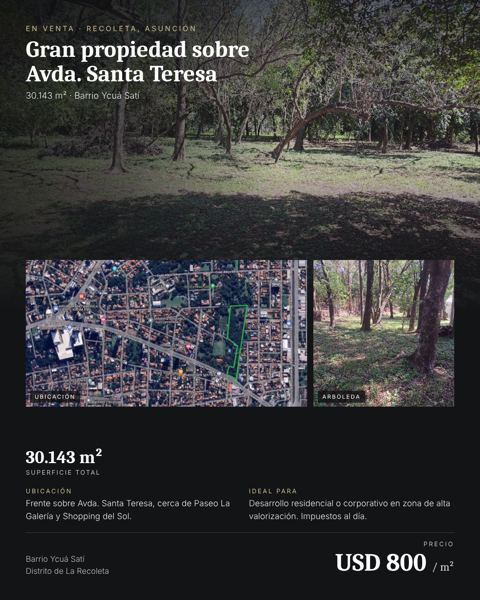 EN VENTA · RECOLETA, ASUNCIÓN
Gran propiedad sobre
Avda. Santa Teresa
30.143 m² · Barrio Ycuá Satí
UBICACIÓN
ARBOLEDA
30.143 m²
SUPERFICIE TOTAL
UBICACIÓN
Frente sobre Avda. Santa Teresa, cerca de Paseo La
Galería y Shopping del Sol.
IDEAL PARA
Desarrollo residencial o corporativo en zona de alta
valorización. Impuestos al día.
Barrio Ycuá Satí
Distrito de La Recoleta
PRECIO
USD 800 / m²